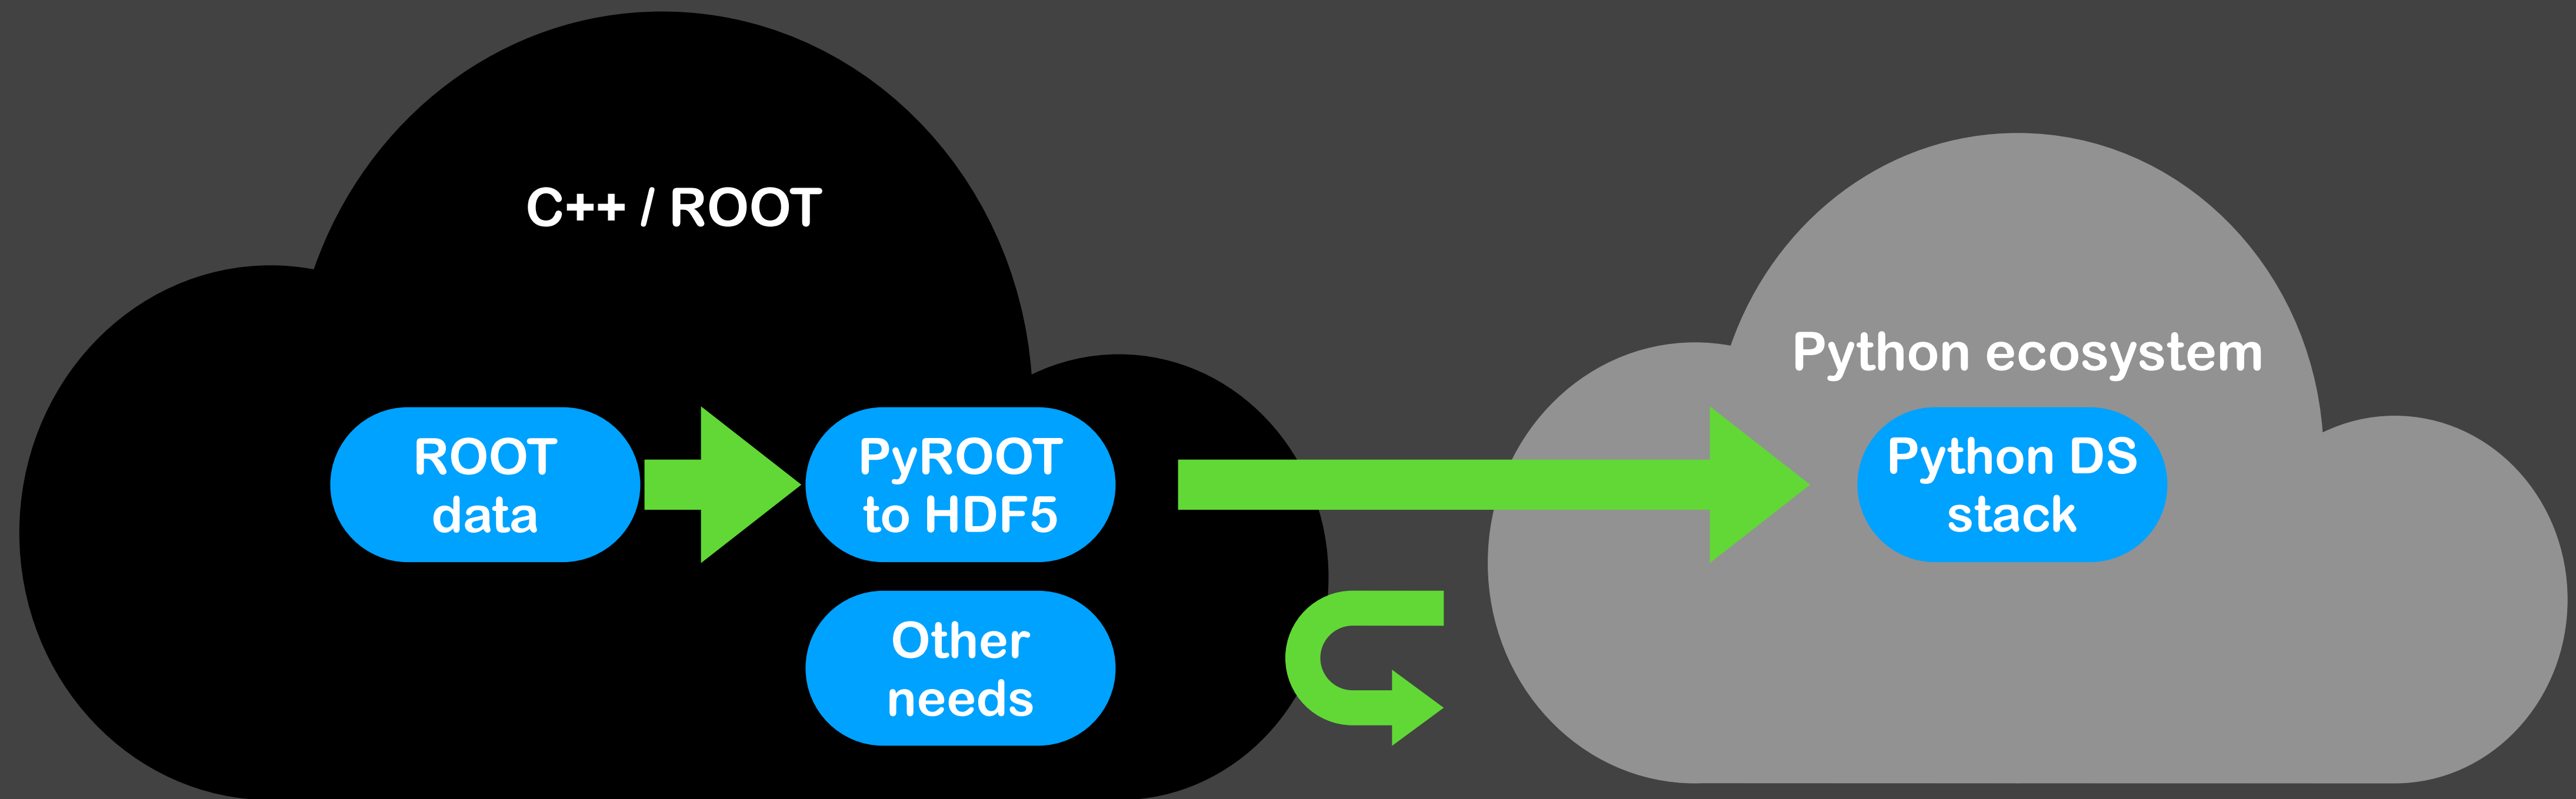 C++ / ROOT
Python ecosystem
ROOT
data
PyROOT
to HDF5
Python DS
stack
Other
needs